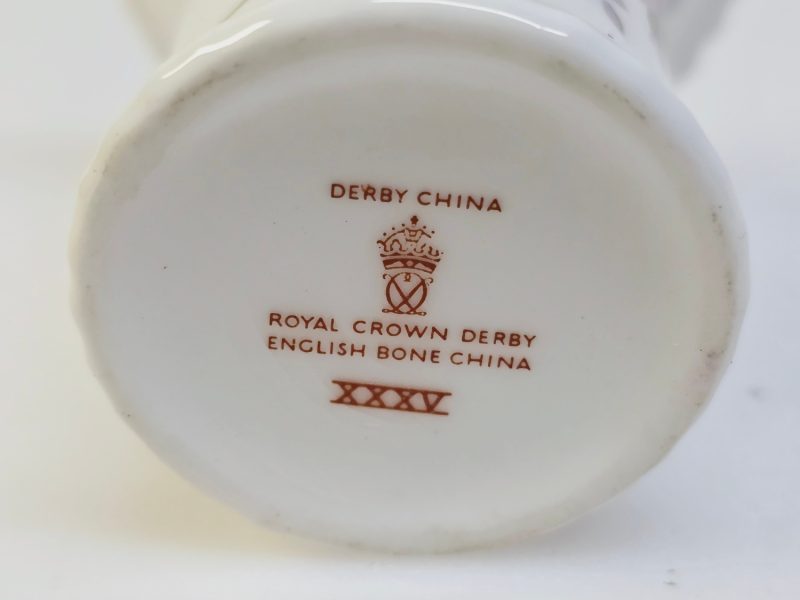 DERBY CHINA
ROYAL CROWN DERBY
ENGLISH BONE CHINA
XXXV